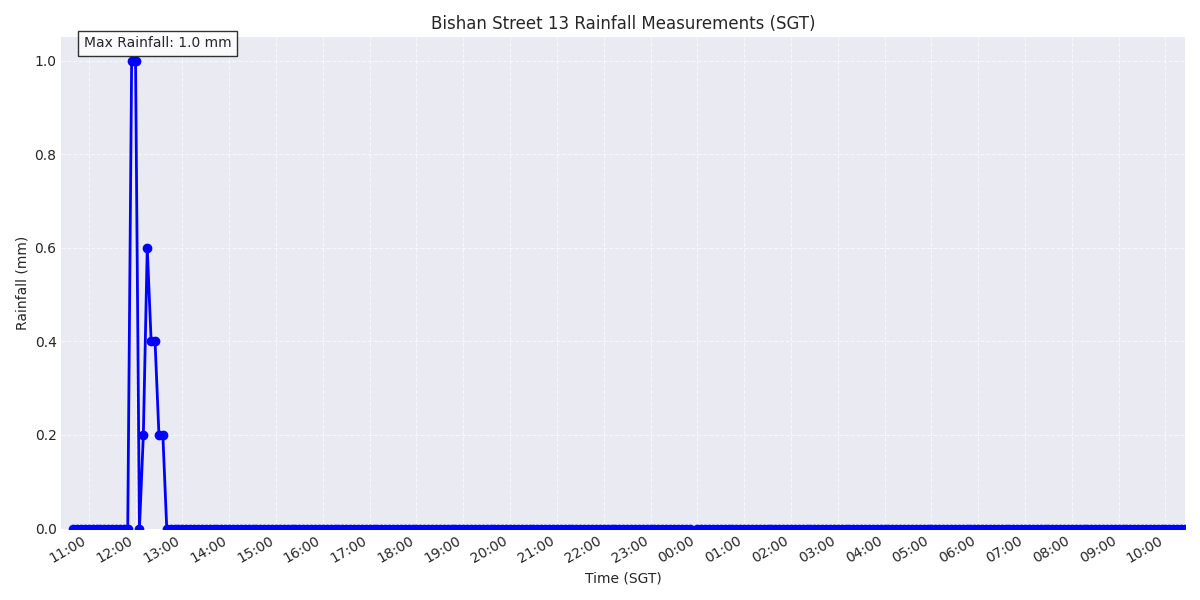 Bishan Street 13 Rainfall Measurements (SGT)
Max Rainfall: 1.0 mm
1.0
0.8
0.6
0.4
0.2
0.0
Rainfall (mm)
11:00 12:00 13:00 14:00 15:00 16:00 17:00 18:00 19:00 20:00 21:00 22:00 23:00 00:00 01:00 02:00 03:00 04:00 05:00 06:00 07:00 08:00 09:00 10:00
Time (SGT)